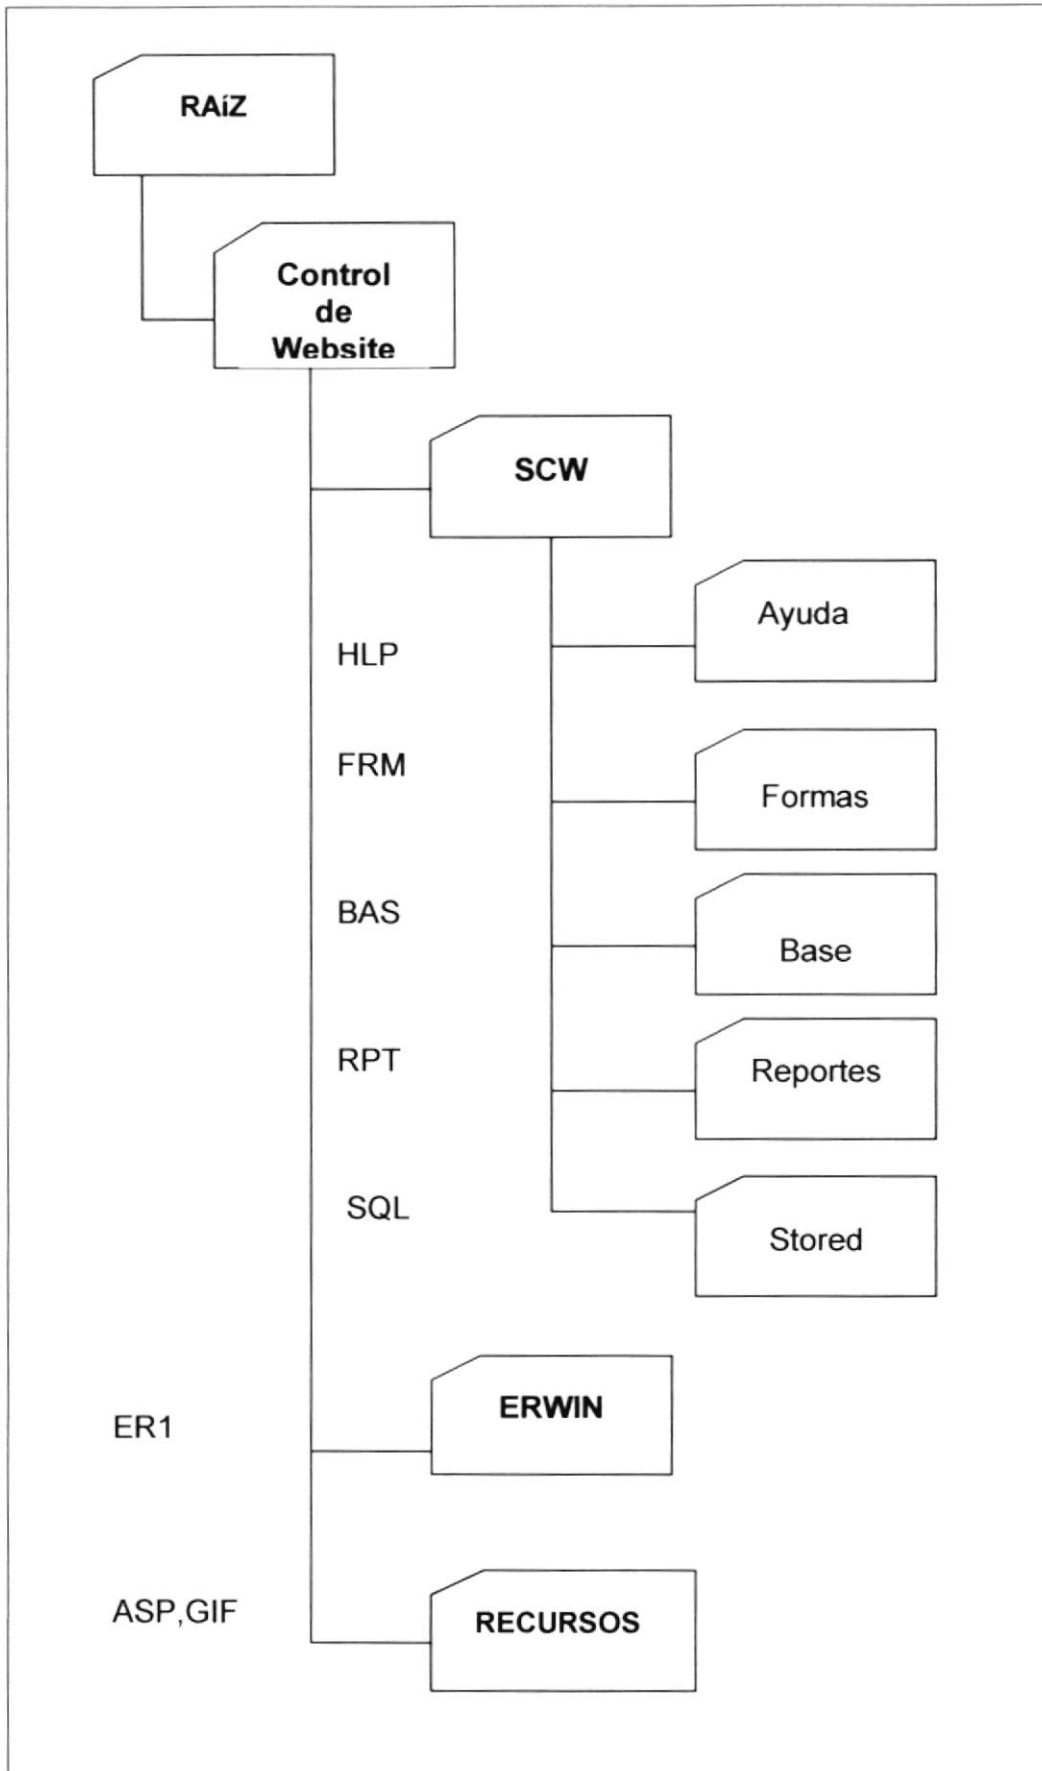 RAíZ
Control
de
Website
SCW
Ayuda
HLP
FRM
Formas
BAS
Base
RPT
Reportes
SQL
Stored
ERWIN
ER1
ASP,GIF
RECURSOS